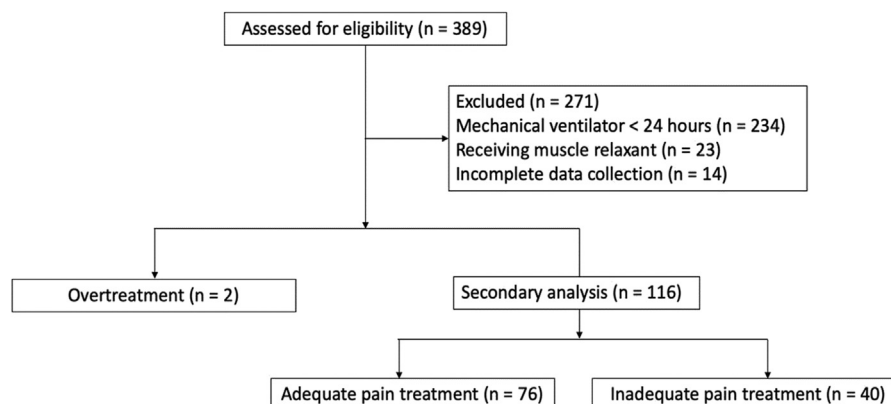 Assessed for eligibility (n = 389)
Excluded (n = 271)
Mechanical ventilator < 24 hours (n = 234)
Receiving muscle relaxant (n = 23)
Incomplete data collection (n = 14)
Overtreatment (n = 2)
Secondary analysis (n = 116)
Adequate pain treatment (n = 76)
Inadequate pain treatment (n = 40)